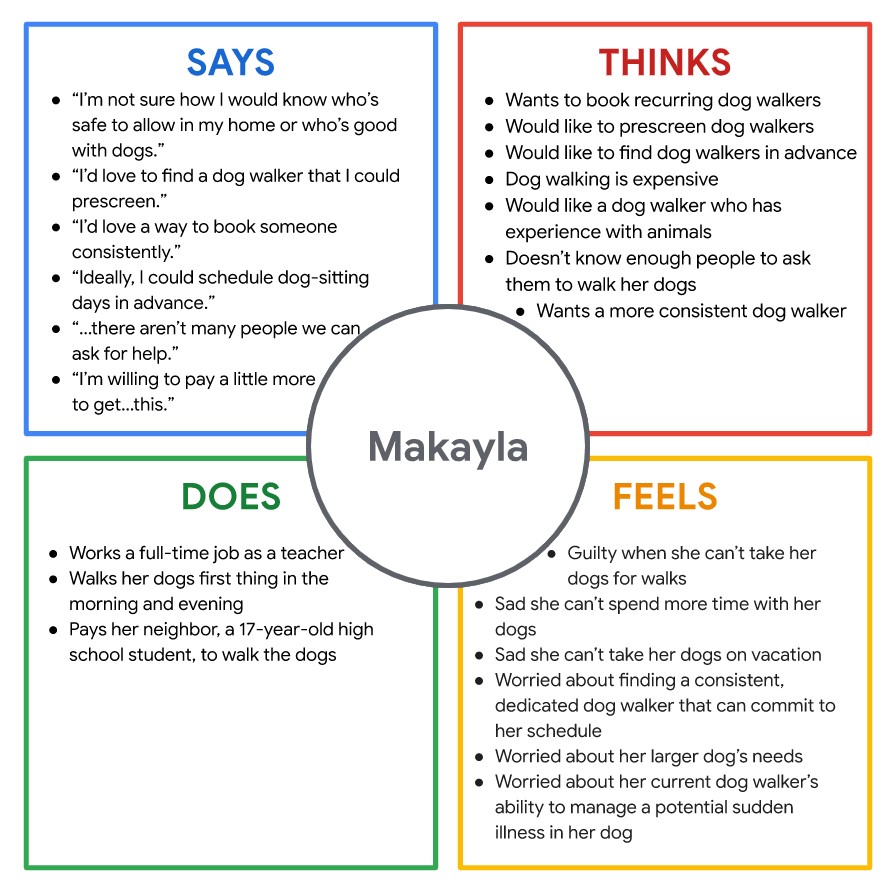 SAYS
● “I’m not sure how I would know who’s
safe to allow in my home or who’s good
with dogs.”
● “I’d love to find a dog walker that I could
prescreen.”
● “I’d love a way to book someone
consistently.”
● “Ideally, I could schedule dog-sitting
days in advance.”
● “...there aren’t many people we can
ask for help.”
● “I’m willing to pay a little more
to get...this.”
THINKS
● Wants to book recurring dog walkers
● Would like to prescreen dog walkers
● Would like to find dog walkers in advance
● Dog walking is expensive
● Would like a dog walker who has
experience with animals
● Doesn’t know enough people to ask
them to walk her dogs
● Wants a more consistent dog walker
Makayla
DOES
● Works a full-time job as a teacher
● Walks her dogs first thing in the
morning and evening
● Pays her neighbor, a 17-year-old high
school student, to walk the dogs
FEELS
● Guilty when she can’t take her
dogs for walks
● Sad she can’t spend more time with her
dogs
● Sad she can’t take her dogs on vacation
● Worried about finding a consistent,
dedicated dog walker that can commit to
her schedule
● Worried about her larger dog’s needs
● Worried about her current dog walker’s
ability to manage a potential sudden
illness in her dog